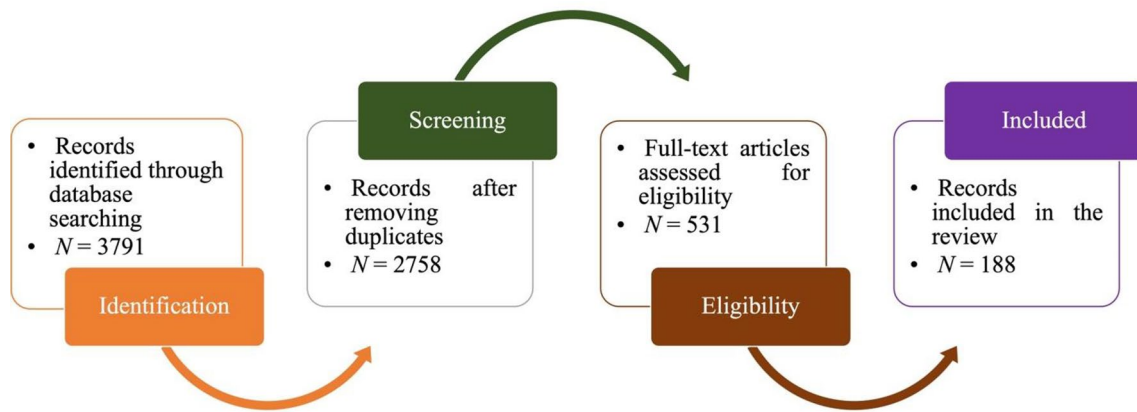 • Records
identified through
database
searching
• N = 3791
Identification
Screening
• Records after
removing
duplicates
• N = 2758
• Full-text articles
assessed for
eligibility
• N = 531
Eligibility
Included
• Records
included in the
review
• N = 188